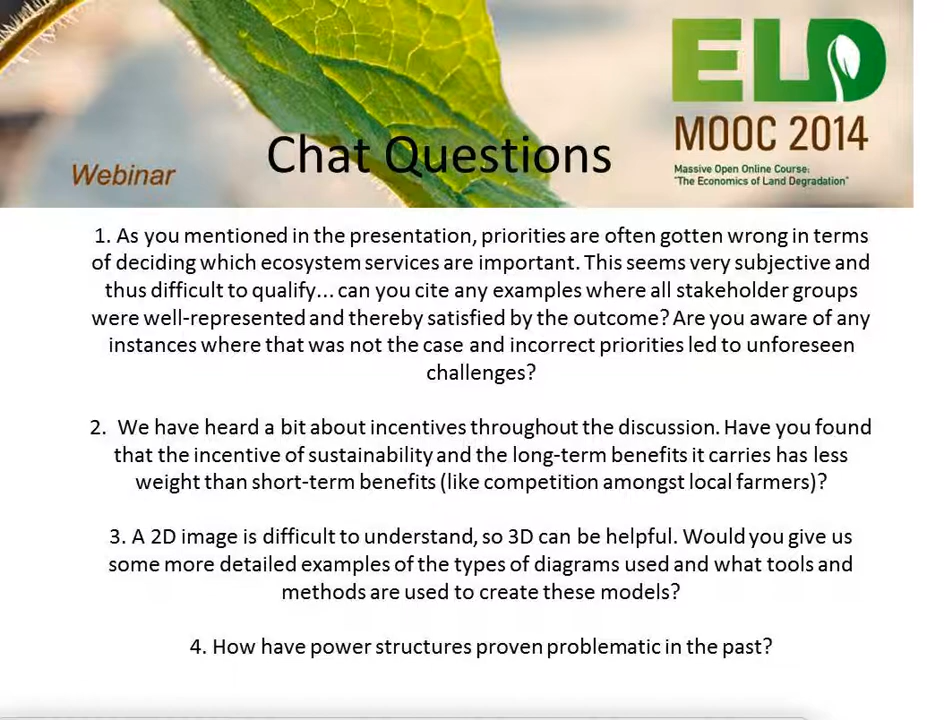 ELD
MOOC 2014
Massive Open Online Course:
"The Economics of Land Degradation"
Webinar
Chat Questions
1. As you mentioned in the presentation, priorities are often gotten wrong in terms
of deciding which ecosystem services are important. This seems very subjective and
thus difficult to qualify... can you cite any examples where all stakeholder groups
were well-represented and thereby satisfied by the outcome? Are you aware of any
instances where that was not the case and incorrect priorities led to unforeseen
challenges?
2. We have heard a bit about incentives throughout the discussion. Have you found
that the incentive of sustainability and the long-term benefits it carries has less
weight than short-term benefits (like competition amongst local farmers)?
3. A 2D image is difficult to understand, so 3D can be helpful. Would you give us
some more detailed examples of the types of diagrams used and what tools and
methods are used to create these models?
4. How have power structures proven problematic in the past?